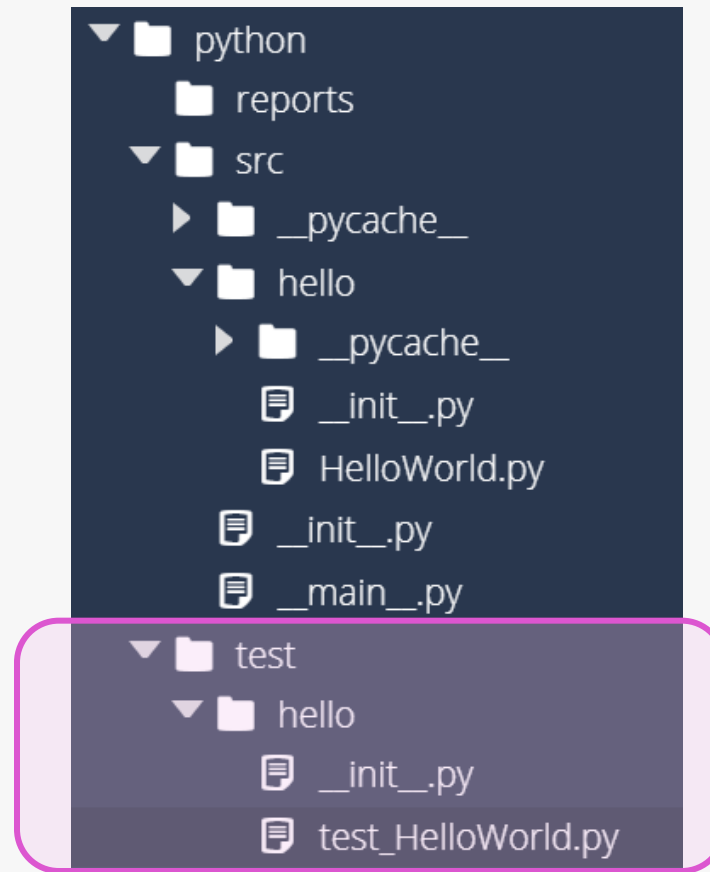 python
reports
src
__pycache__
hello
__pycache__
__init__.py
HelloWorld.py
__init__.py
__main__.py
test
hello
__init__.py
test_HelloWorld.py